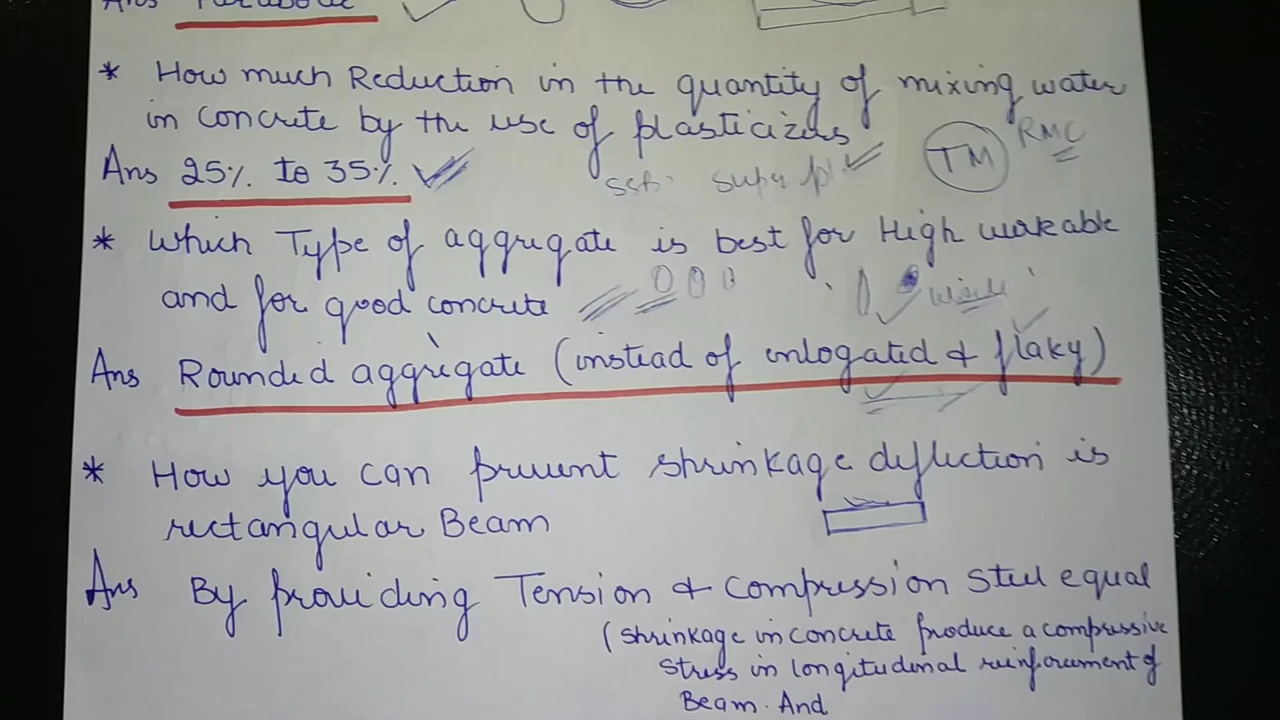 Ans Parabolic
* How much Reduction in the quantity of mixing water
in concrete by the use of plasticizers
RMC
TM
Ans 25% to 35%
* Which Type of aggregate is best for High workable
and for good concrete
Ans Rounded aggregate (instead of enlogated & flaky)
* How you can prevent shrinkage deflection is
rectangular Beam
Ans By providing Tension & compression steel equal
(shrinkage in concrete produce a compressive
stress in longitudinal reinforcement of
Beam. And